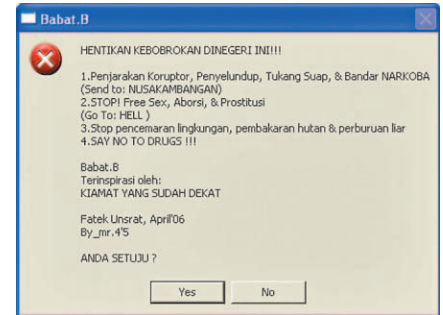 Babat.B
HENTIKAN KEBOBROKAN DINEGERI INI!!!
1.Penjarakan Koruptor, Penyelundup, Tukang Suap, & Bandar NARKOBA
(Send to: NUSAKAMBANGAN)
2.STOP! Free Sex, Aborsi, & Prostitusi
(Go To: HELL )
3.Stop pencemaran lingkungan, pembakaran hutan & perburuan liar
4.SAY NO TO DRUGS !!!
Babat.B
Terinspirasi oleh:
KIAMAT YANG SUDAH DEKAT
Fatek Unsrat, April'06
By_mr.4'5
ANDA SETUJU ?
Yes No